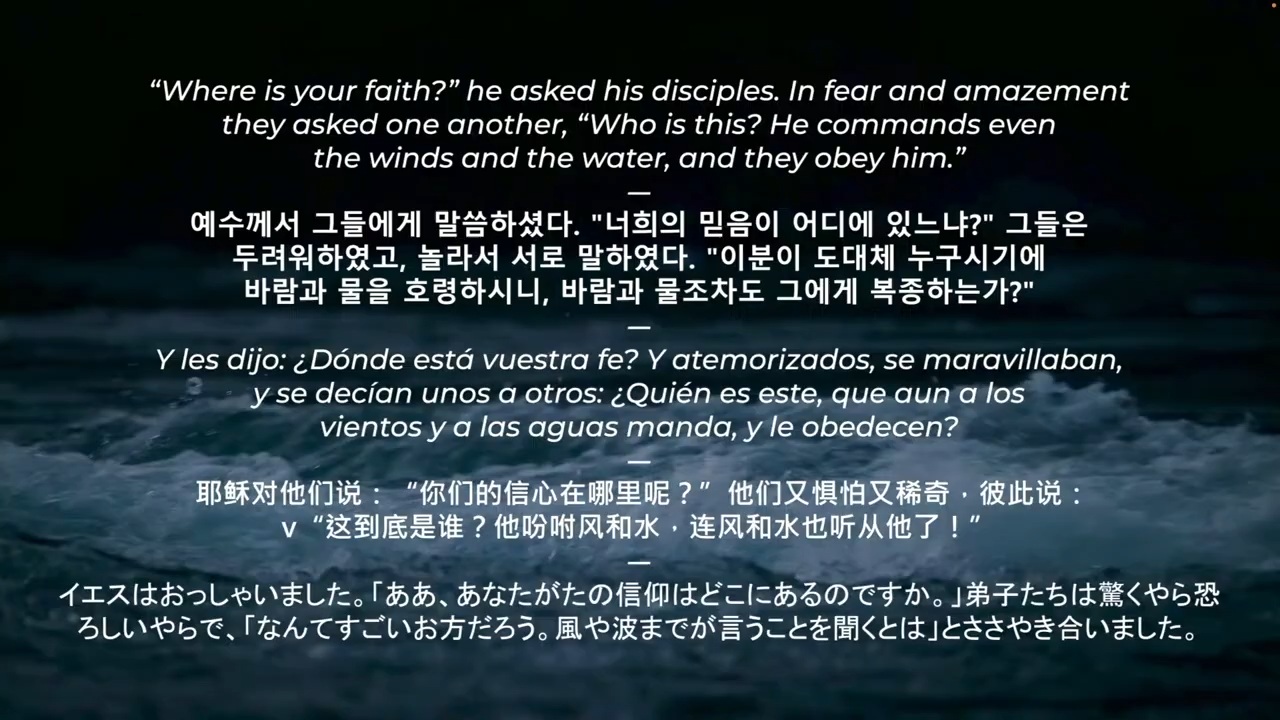 “Where is your faith?” he asked his disciples. In fear and amazement
they asked one another, “Who is this? He commands even
the winds and the water, and they obey him.”
—
예수께서 그들에게 말씀하셨다. "너희의 믿음이 어디에 있느냐?" 그들은
두려워하였고, 놀라서 서로 말하였다. "이분이 도대체 누구시기에
바람과 물을 호령하시니, 바람과 물조차도 그에게 복종하는가?"
—
Y les dijo: ¿Dónde está vuestra fe? Y atemorizados, se maravillaban,
y se decían unos a otros: ¿Quién es este, que aun a los
vientos y a las aguas manda, y le obedecen?
—
耶稣对他们说：“你们的信心在哪里呢？” 他们又惧怕又稀奇，彼此说：
v“这到底是谁？他吩咐风和水，连风和水也听从他了！”
—
イエスはおっしゃいました。「ああ、あなたがたの信仰はどこにあるのですか。」弟子たちは驚くやら恐
ろしいやらで、「なんてすごいお方だろう。風や波までが言うことを聞くとは」とささやき合いました。